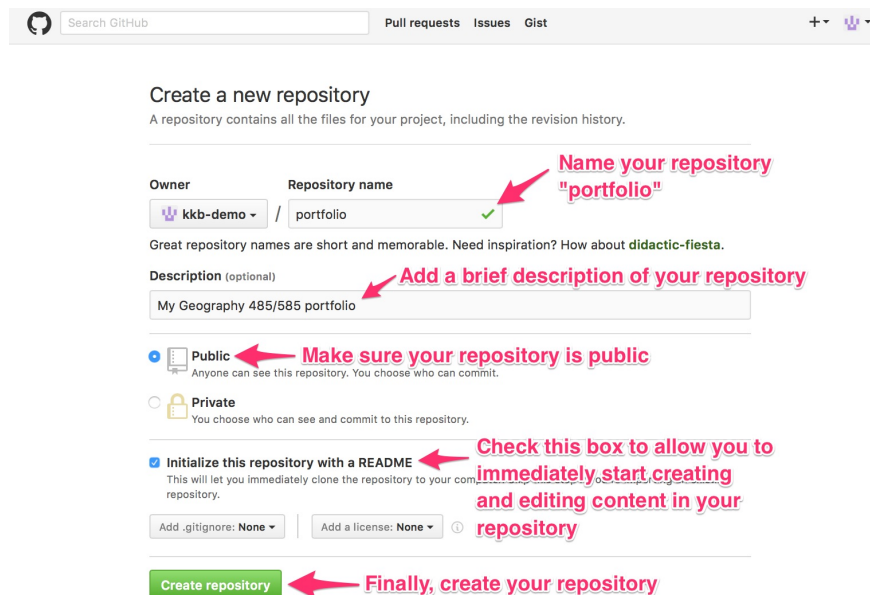 Search GitHub
Pull requests Issues Gist
Create a new repository
A repository contains all the files for your project, including the revision history.
Name your repository
"portfolio"
Owner Repository name
kkb-demo / portfolio
Great repository names are short and memorable. Need inspiration? How about didactic-fiesta.
Add a brief description of your repository
Description (optional)
My Geography 485/585 portfolio
Public
Make sure your repository is public
Anyone can see this repository. You choose who can commit.
Private
You choose who can see and commit to this repository.
Check this box to allow you to
immediately start creating
and editing content in your
repository
Initialize this repository with a README
This will let you immediately clone the repository to your
repository.
Add .gitignore: None
Add a license: None
Create repository
Finally, create your repository